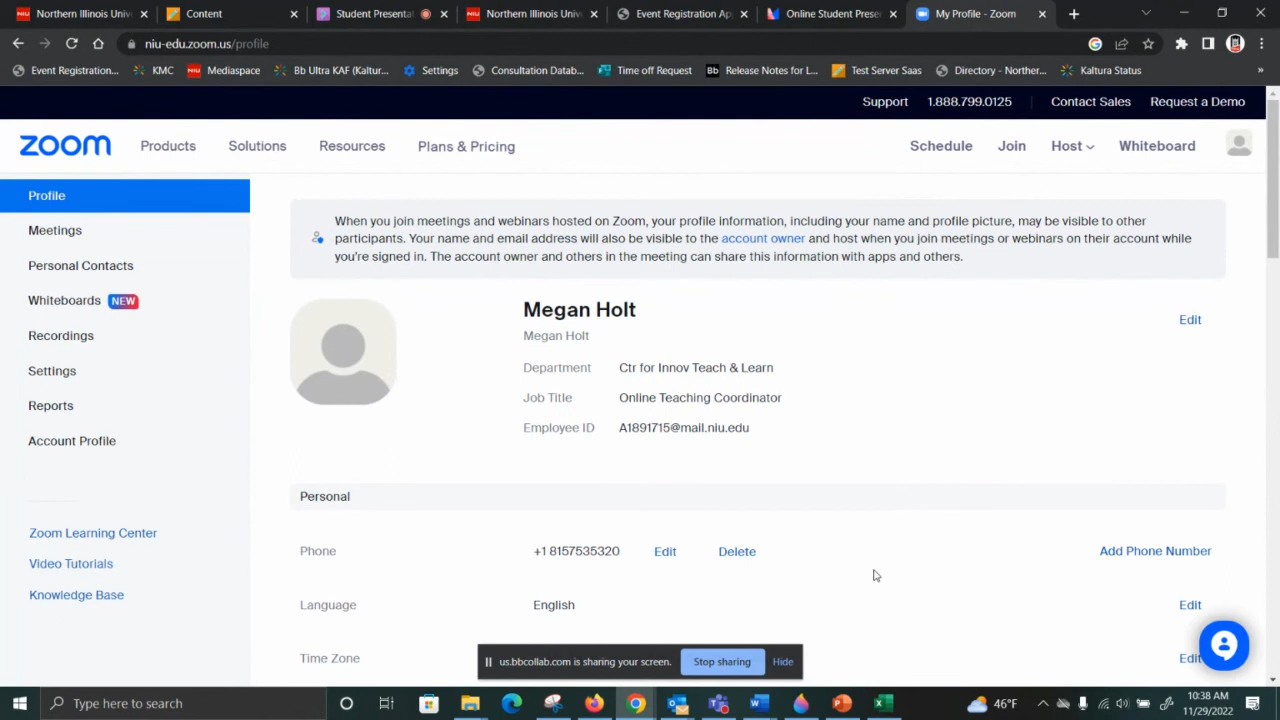 Northern Illinois Univ
Content
Student Presentat
Northern Illinois Univ
Event Registration Ap
Online Student Prese
My Profile - Zoom
niu-edu.zoom.us/profile
Event Registration...
KMC
Mediaspace
Bb Ultra KAF (Kaltur...
Settings
Consultation Datab...
Time off Request
Bb Release Notes for L...
Test Server Saas
Directory - Norther...
Kaltura Status
»
Support 1.888.799.0125 Contact Sales Request a Demo
zoom Products Solutions Resources Plans & Pricing Schedule Join Host Whiteboard
Profile
Meetings
Personal Contacts
Whiteboards NEW
Recordings
Settings
Reports
Account Profile
Zoom Learning Center
Video Tutorials
Knowledge Base
When you join meetings and webinars hosted on Zoom, your profile information, including your name and profile picture, may be visible to other
participants. Your name and email address will also be visible to the account owner and host when you join meetings or webinars on their account while
you're signed in. The account owner and others in the meeting can share this information with apps and others.
Megan Holt
Edit
Megan Holt
Department Ctr for Innov Teach & Learn
Job Title Online Teaching Coordinator
Employee ID A1891715@mail.niu.edu
Personal
Phone +1 8157535320 Edit Delete Add Phone Number
Language English Edit
Time Zone Edit
us.bbcollab.com is sharing your screen. Stop sharing Hide
Type here to search
46°F
10:38 AM
11/29/2022